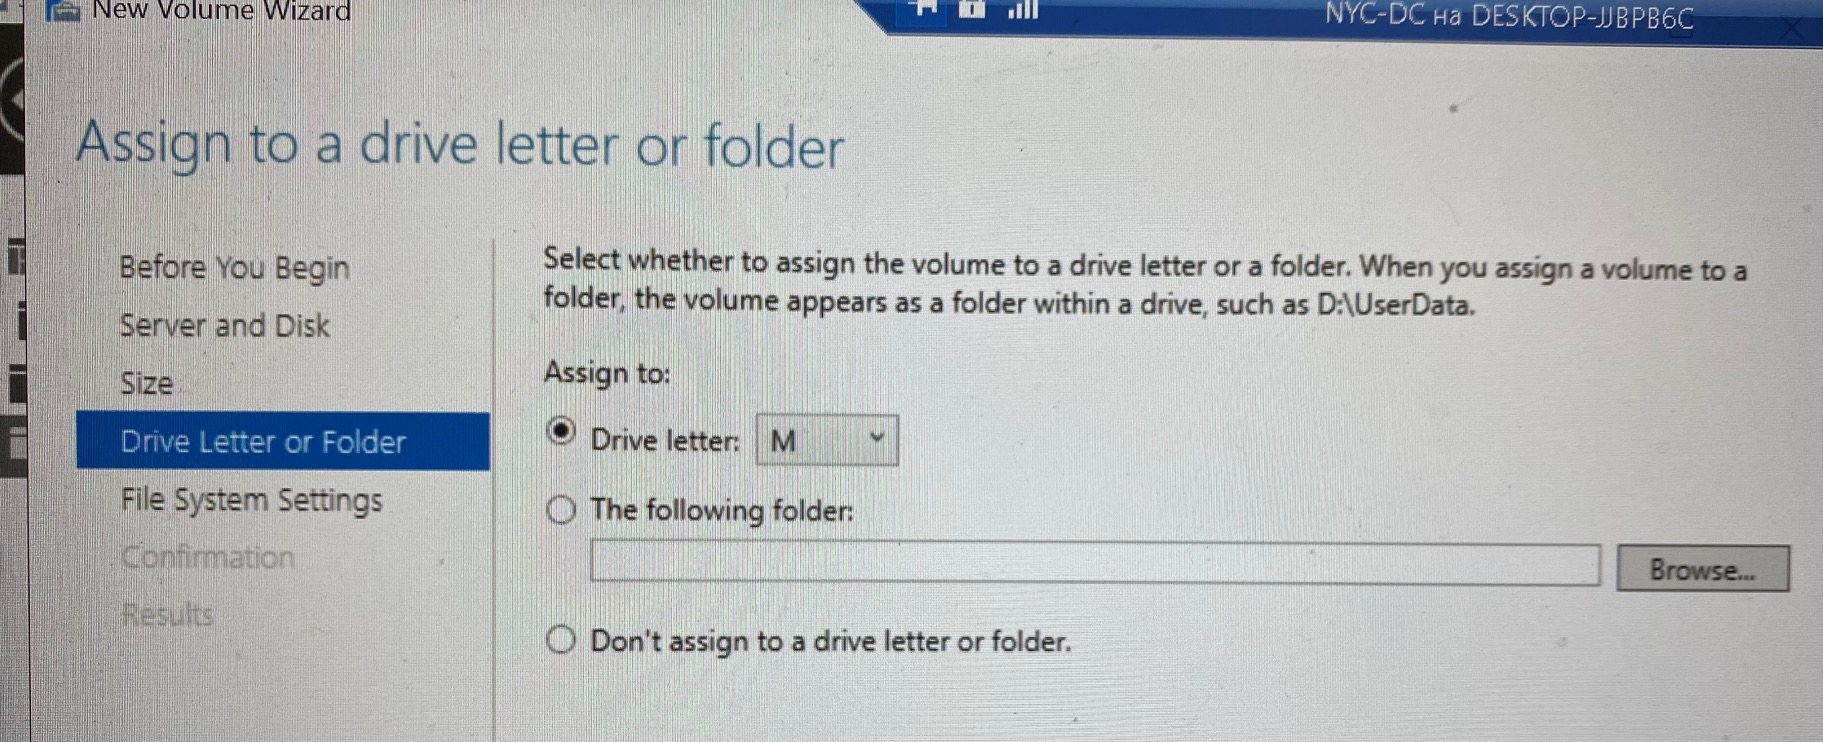 New Volume Wizard
NYC-DC на DESKTOP-JJBPB6C
Assign to a drive letter or folder
Before You Begin
Server and Disk
Size
Drive Letter or Folder
File System Settings
Confirmation
Results
Select whether to assign the volume to a drive letter or a folder. When you assign a volume to a
folder, the volume appears as a folder within a drive, such as D:\UserData.
Assign to:
Drive letter: M
The following folder:
Browse...
Don't assign to a drive letter or folder.